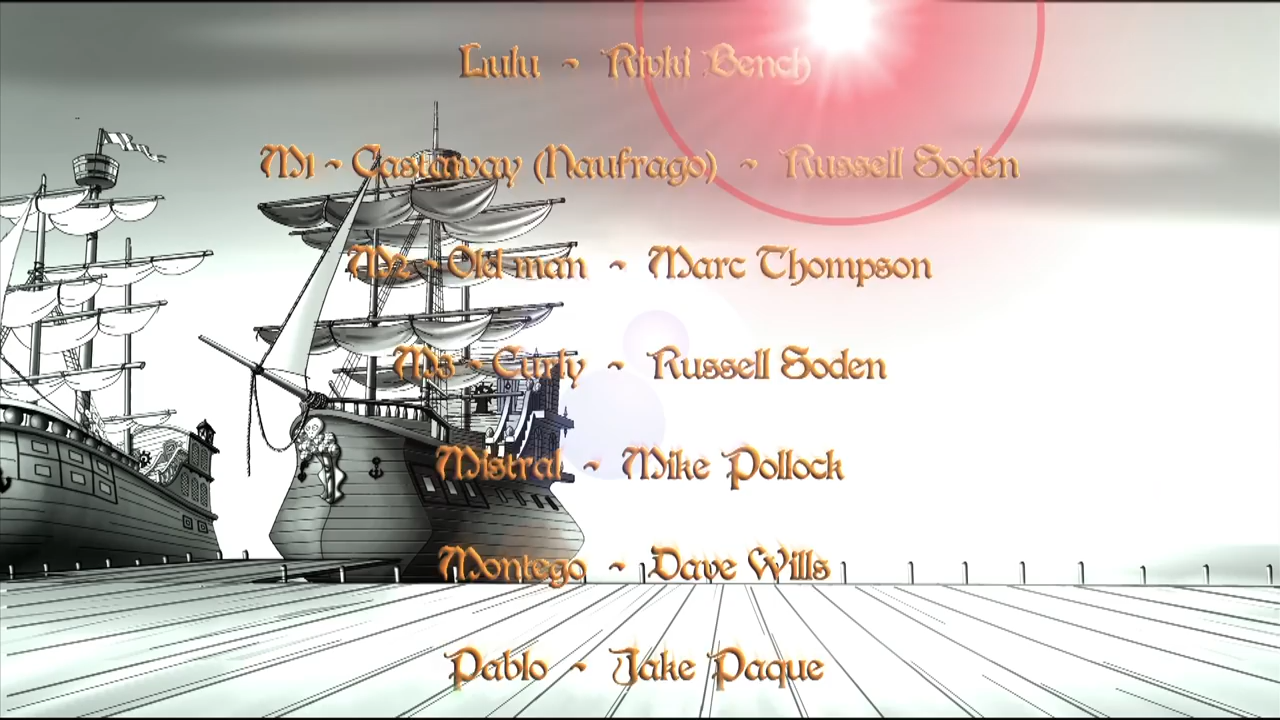 Lulu - Rivki Bench
M1 - Castaway (Naufrago) - Russell Soden
M2 - Old man - Marc Thompson
M3 - Curly - Russell Soden
Mistral - Mike Pollock
Montego - Dave Wills
Pablo - Jake Paque